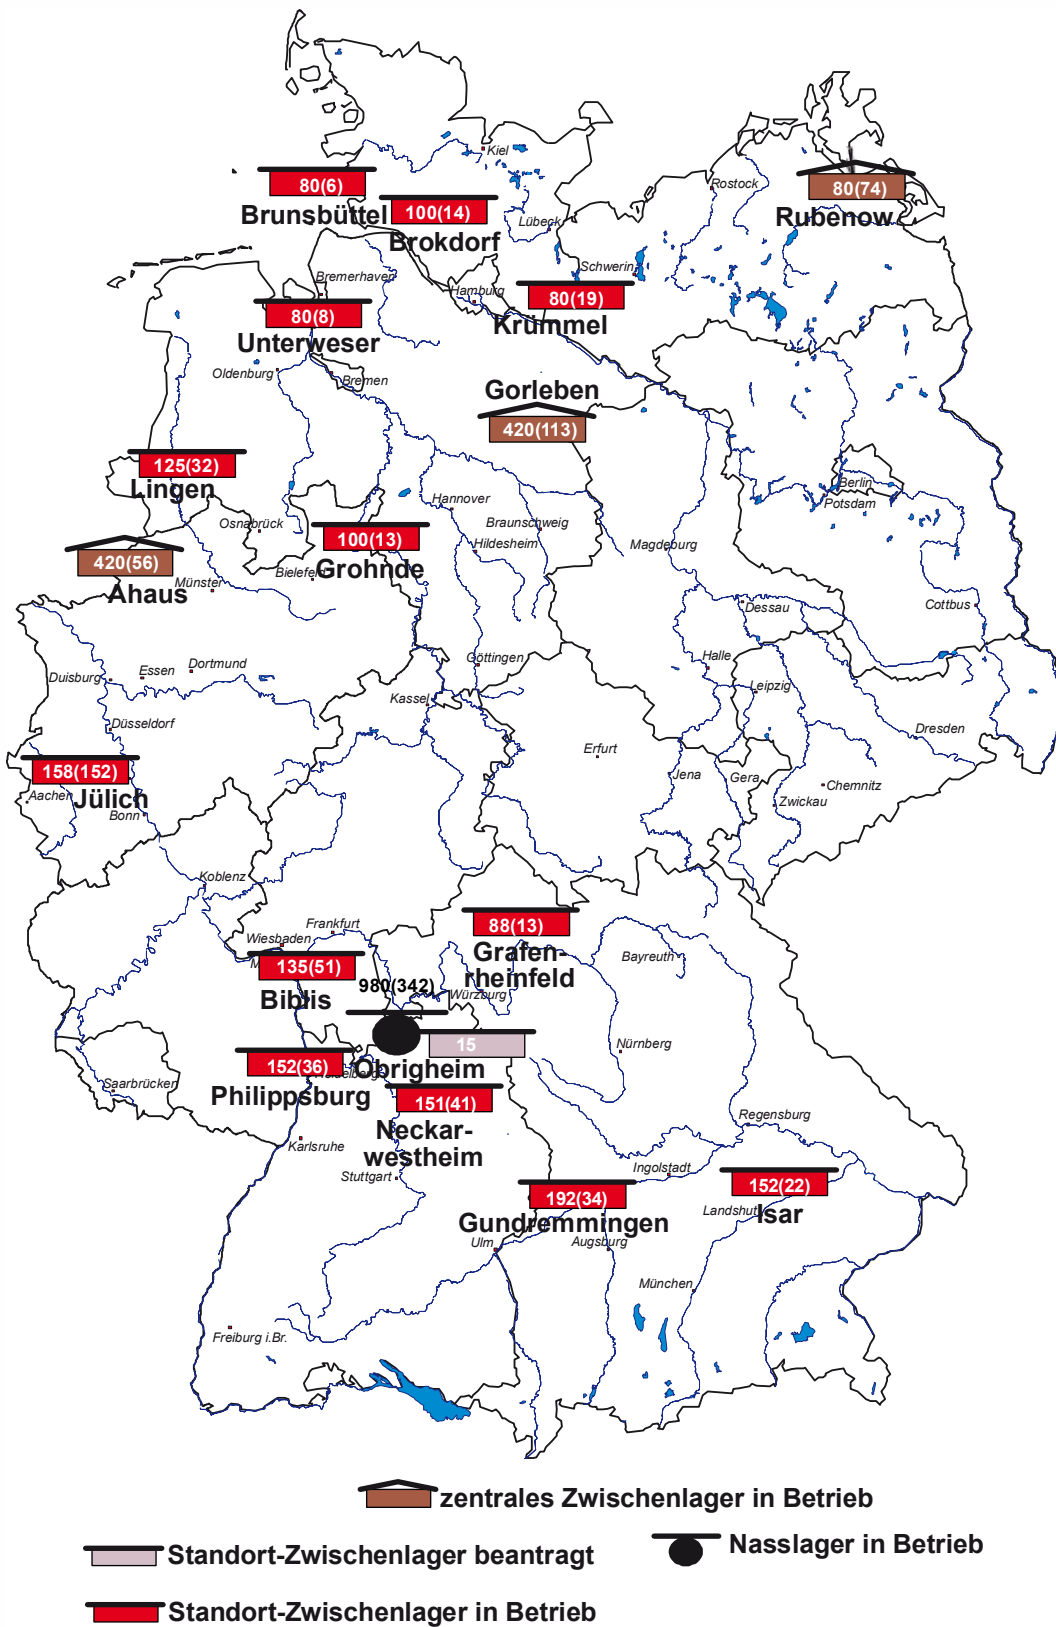 Kiel
80(6)
Brunsbüttel
100(14)
Brokdorf
Lübeck
Rostock
80(74)
Rubenow
Schwerin
Bremerhaven
Hamburg
80(19)
Krümmel
80(8)
Unterweser
Oldenburg
Bremen
Gorleben
420(113)
125(32)
Lingen
Berlin
Potsdam
Hannover
Osnabrück
Braunschweig
100(13)
Hildesheim
Magdeburg
Grohnde
Bielefeld
420(56)
Ahaus
Münster
Dessau
Cottbus
Göttingen
Halle
Dortmund
Essen
Duisburg
Leipzig
Kassel
Düsseldorf
Dresden
Erfurt
158(152)
Jülich
Aachen
Bonn
Jena
Gera
Chemnitz
Zwickau
Koblenz
Frankfurt
Wiesbaden
M
88(13)
Grafen-
rheinfeld
Bayreuth
135(51)
Biblis
980(342)
Würzburg
15
Obrigheim
Nürnberg
152(36)
Philippsburg
Saarbrücken
151(41)
Neckar-
westheim
Karlsruhe
Stuttgart
Regensburg
Ingolstadt
152(22)
Isar
Landshut
192(34)
Gundremmingen
Ulm
Augsburg
München
Freiburg i.Br.
zentrales Zwischenlager in Betrieb
Nasslager in Betrieb
Standort-Zwischenlager beantragt
Standort-Zwischenlager in Betrieb